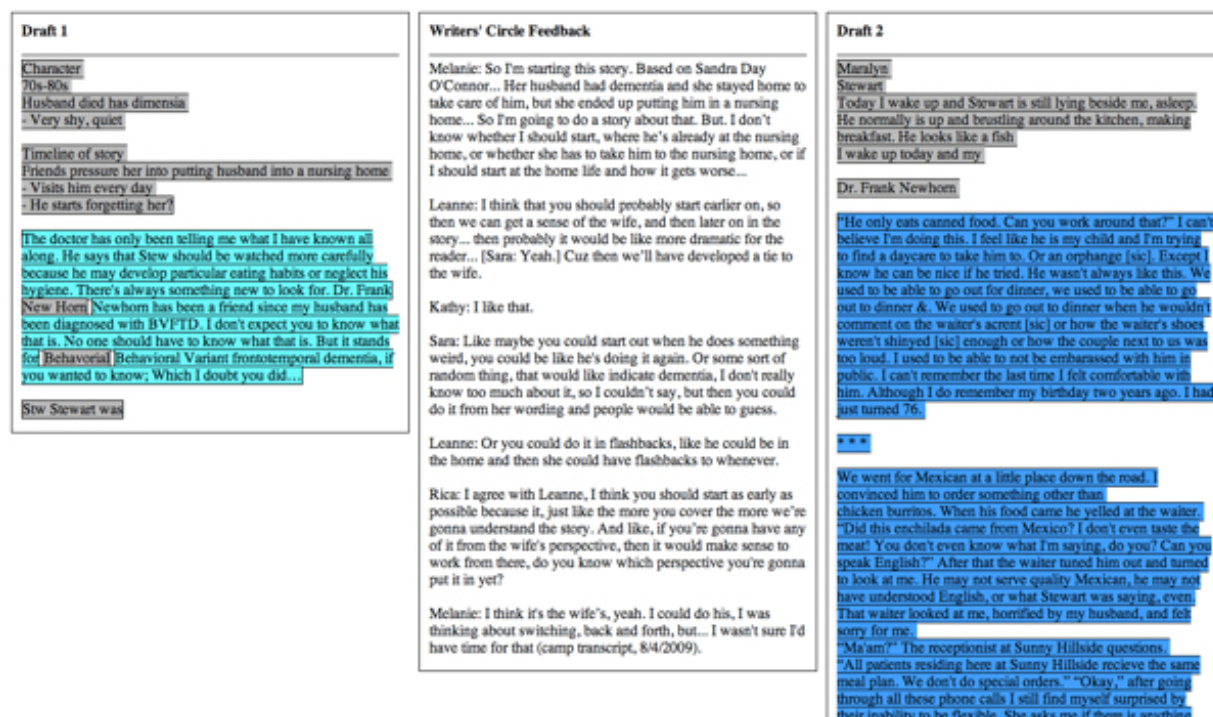 Draft 1
Character
70s-80s
Husband died has dimensia
- Very shy, quiet
Timeline of story
Friends pressure her into putting husband into a nursing home
- Visits him every day
- He starts forgetting her?
The doctor has only been telling me what I have known all
along. He says that Stew should be watched more carefully
because he may develop particular eating habits or neglect his
hygiene. There's always something new to look for. Dr. Frank
New Horn Newhorn has been a friend since my husband has
been diagnosed with BVFTD. I don't expect you to know what
that is. No one should have to know what that is. But it stands
for Behavorial Behavioral Variant frontotemporal dementia, if
you wanted to know; Which I doubt you did....
Stw Stewart was
Writers' Circle Feedback
Melanie: So I'm starting this story. Based on Sandra Day
O'Connor... Her husband had dementia and she stayed home to
take care of him, but she ended up putting him in a nursing
home... So I'm going to do a story about that. But. I don't
know whether I should start, where he's already at the nursing
home, or whether she has to take him to the nursing home, or if
I should start at the home life and how it gets worse...
Leanne: I think that you should probably start earlier on, so
then we can get a sense of the wife, and then later on in the
story... then probably it would be like more dramatic for the
reader... [Sara: Yeah.] Cuz then we'll have developed a tie to
the wife.
Kathy: I like that.
Sara: Like maybe you could start out when he does something
weird, you could be like he's doing it again. Or some sort of
random thing, that would like indicate dementia, I don't really
know too much about it, so I couldn't say, but then you could
do it from her wording and people would be able to guess.
Leanne: Or you could do it in flashbacks, like he could be in
the home and then she could have flashbacks to whenever.
Rica: I agree with Leanne, I think you should start as early as
possible because it, just like the more you cover the more we're
gonna understand the story. And like, if you're gonna have any
of it from the wife's perspective, then it would make sense to
work from there, do you know which perspective you're gonna
put it in yet?
Melanie: I think it's the wife's, yeah. I could do his, I was
thinking about switching, back and forth, but... I wasn't sure I'd
have time for that (camp transcript, 8/4/2009).
Draft 2
Maralyn
Stewart
Today I wake up and Stewart is still lying beside me, asleep.
He normally is up and brustling around the kitchen, making
breakfast. He looks like a fish
I wake up today and my
Dr. Frank Newhorn
"He only eats canned food. Can you work around that?" I can't
believe I'm doing this. I feel like he is my child and I'm trying
to find a daycare to take him to. Or an orphange [sic]. Except I
know he can be nice if he tried. He wasn't always like this. We
used to be able to go out for dinner, we used to be able to go
out to dinner &. We used to go out to dinner when he wouldn't
comment on the waiter's acrent [sic] or how the waiter's shoes
weren't shinyed [sic] enough or how the couple next to us was
too loud. I used to be able to not be embarassed with him in
public. I can't remember the last time I felt comfortable with
him. Although I do remember my birthday two years ago. I had
just turned 76.
* * *
We went for Mexican at a little place down the road. I
convinced him to order something other than
chicken burritos. When his food came he yelled at the waiter.
"Did this enchilada came from Mexico? I don't even taste the
meat! You don't even know what I'm saying, do you? Can you
speak English?" After that the waiter tuned him out and turned
to look at me. He may not serve quality Mexican, he may not
have understood English, or what Stewart was saying, even.
That waiter looked at me, horrified by my husband, and felt
sorry for me.
"Ma'am?" The receptionist at Sunny Hillside questions.
"All patients residing here at Sunny Hillside recieve the same
meal plan. We don't do special orders." "Okay," after going
through all these phone calls I still find myself surprised by
their inability to be flexible. She asks me if there is anything